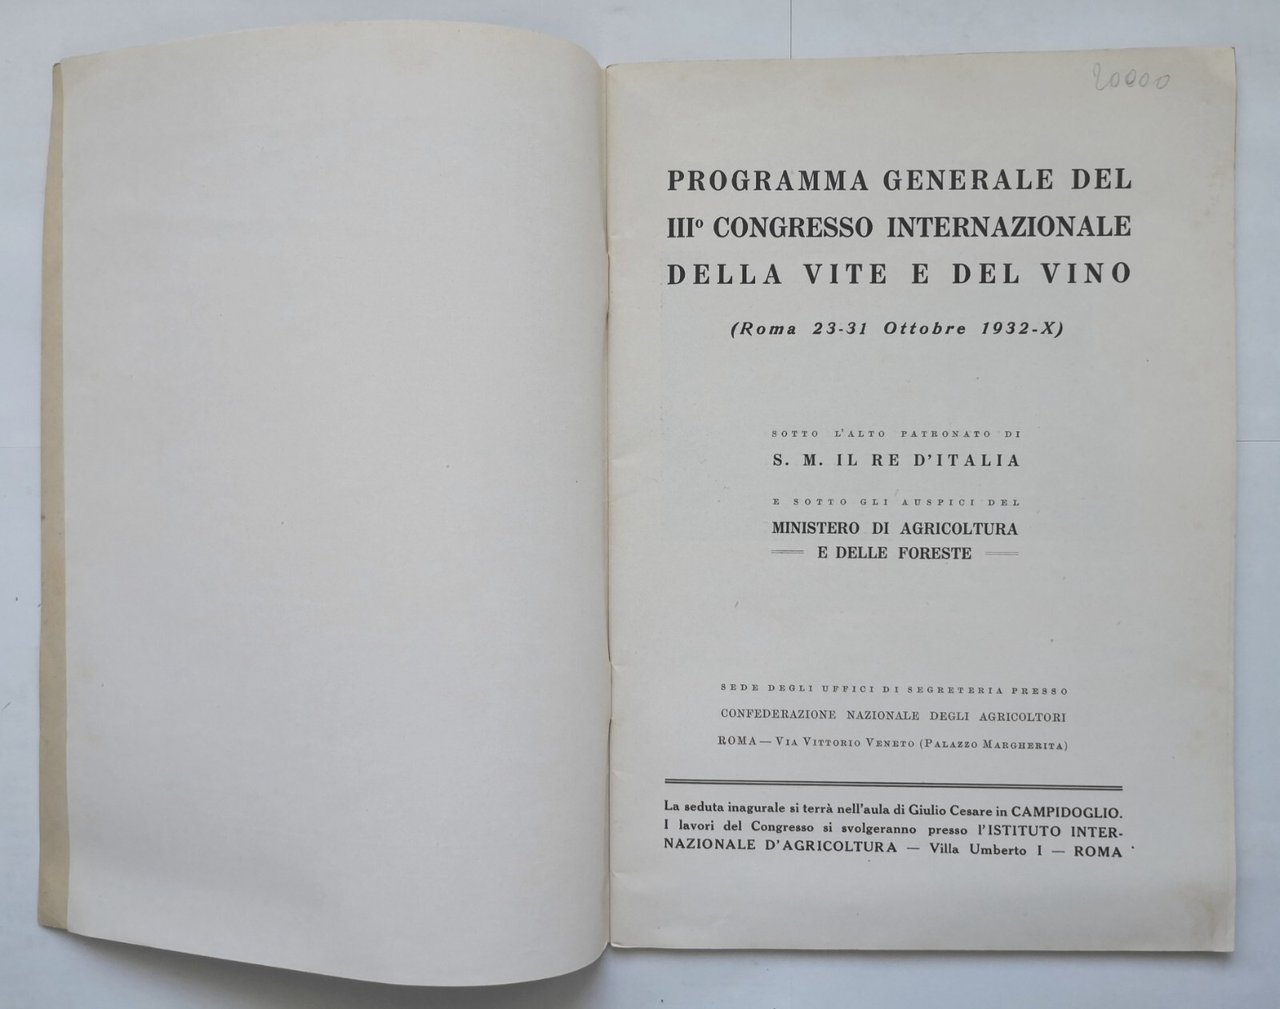 20000
PROGRAMMA GENERALE DEL
IIIº CONGRESSO INTERNAZIONALE
DELLA VITE E DEL VINO
(Roma 23-31 Ottobre 1932-X)
SOTTO L'ALTO PATRONATO DI
S. M. IL RE D'ITALIA
E SOTTO GLI AUSPICI DEL
MINISTERO DI AGRICOLTURA
E DELLE FORESTE
SEDE DEGLI UFFICI DI SEGRETERIA PRESSO
CONFEDERAZIONE NAZIONALE DEGLI AGRICOLTORI
ROMA — VIA VITTORIO VENETO (PALAZZO MARGHERITA)
La seduta inagurale si terrà nell'aula di Giulio Cesare in CAMPIDOGLIO.
I lavori del Congresso si svolgeranno presso l'ISTITUTO INTER-
NAZIONALE D'AGRICOLTURA — Villa Umberto I — ROMA